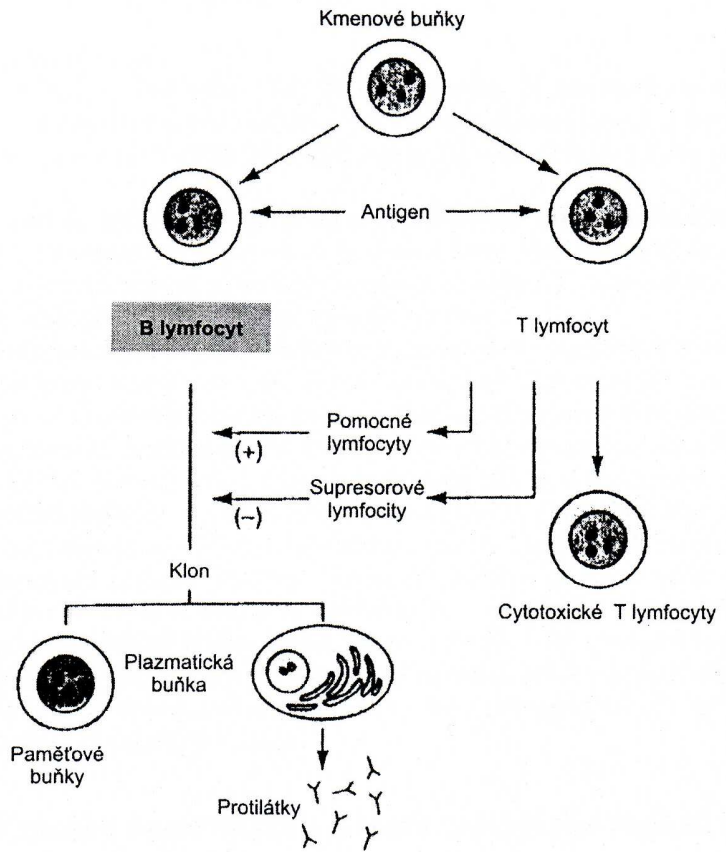 Kmenové buňky
Antigen
B lymfocyt
T lymfocyt
Pomocné
lymfocyty
(+)
Supresorové
lymfocity
(−)
Klon
Cytotoxické T lymfocyty
Plazmatická
buňka
Paměťové
buňky
Protilátky